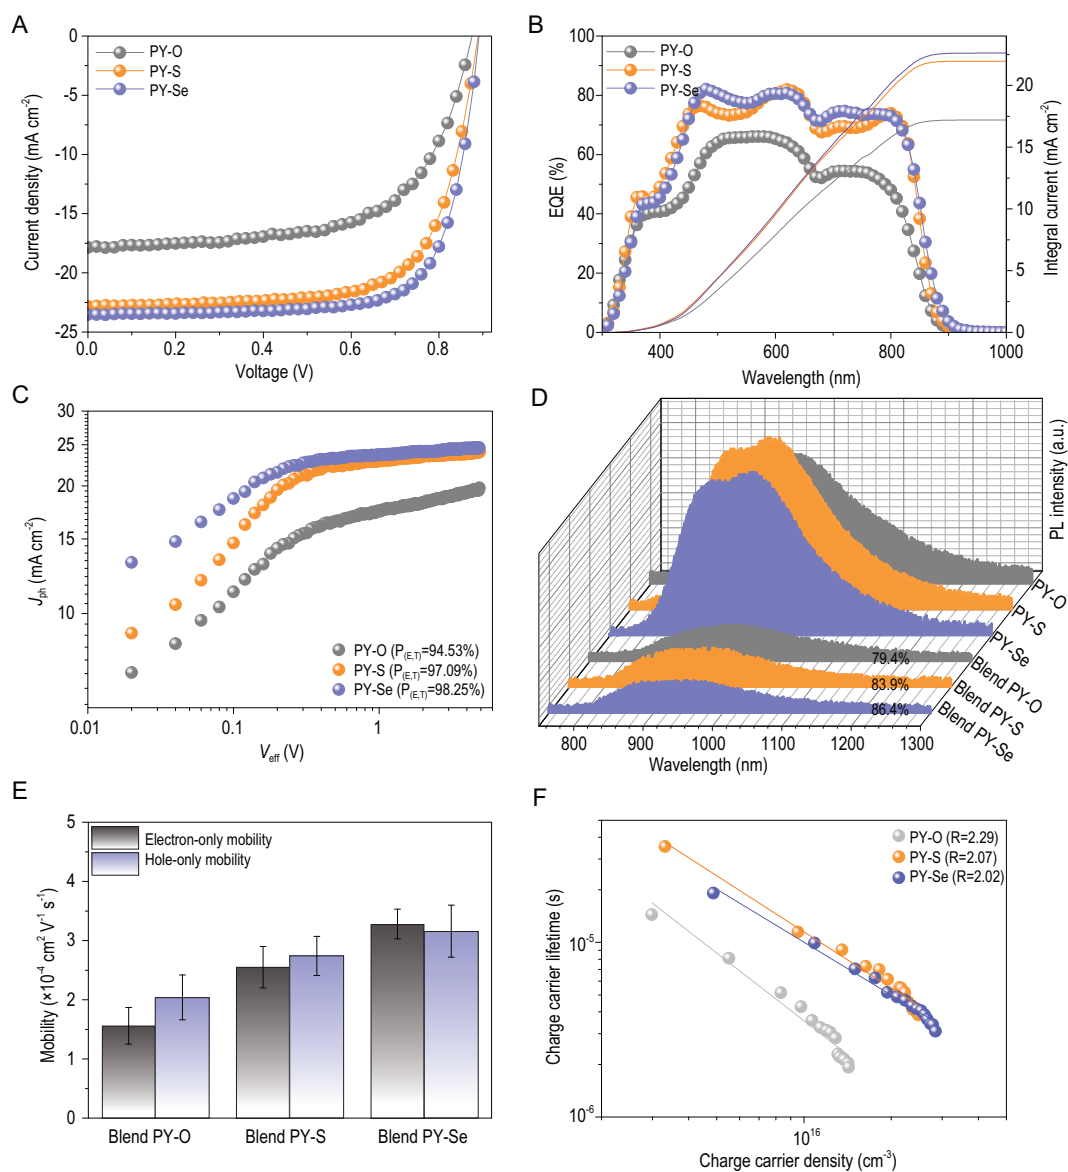 A
PY-O
PY-S
PY-Se
0
-5
-10
-15
-20
-25
0.0
0.2
0.4
0.6
0.8
Current density (mA cm⁻²)
Voltage (V)
B
PY-O
PY-S
PY-Se
100
80
60
40
20
0
20
15
10
5
0
400
600
800
1000
EQE (%)
Integral current (mA cm⁻²)
Wavelength (nm)
C
30
25
20
15
10
0.01
0.1
1
J_ph (mA cm⁻²)
V_eff (V)
PY-O (P_(E,T)=94.53%)
PY-S (P_(E,T)=97.09%)
PY-Se (P_(E,T)=98.25%)
D
PL intensity (a.u.)
PY-O
PY-S
PY-Se
Blend PY-O
Blend PY-S
Blend PY-Se
79.4%
83.9%
86.4%
800
900
1000
1100
1200
1300
Wavelength (nm)
E
Electron-only mobility
Hole-only mobility
5
4
3
2
1
0
Mobility (×10⁻⁴ cm² V⁻¹ s⁻¹)
Blend PY-O
Blend PY-S
Blend PY-Se
F
PY-O (R=2.29)
PY-S (R=2.07)
PY-Se (R=2.02)
10⁻⁵
10⁻⁶
10¹⁶
Charge carrier lifetime (s)
Charge carrier density (cm⁻³)